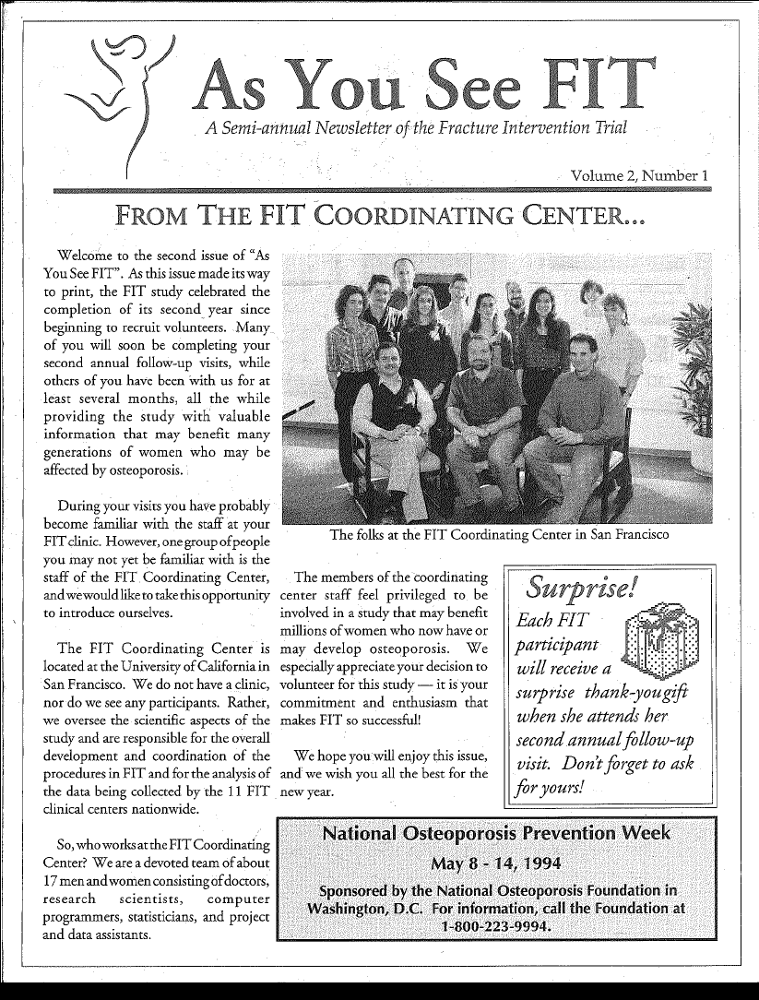 As You See FIT
A Semi-annual Newsletter of the Fracture Intervention Trial
Volume 2, Number 1
FROM THE FIT COORDINATING CENTER...
Welcome to the second issue of "As
You See FIT". As this issue made its way
to print, the FIT study celebrated the
completion of its second year since
beginning to recruit volunteers. Many
of you will soon be completing your
second annual follow-up visits, while
others of you have been with us for at
least several months, all the while
providing the study with valuable
information that may benefit many
generations of women who may be
affected by osteoporosis.
During your visits you have probably
become familiar with the staff at your
FIT clinic. However, one group of people
you may not yet be familiar with is the
staff of the FIT Coordinating Center,
and we would like to take this opportunity
to introduce ourselves.
The FIT Coordinating Center is
located at the University of California in
San Francisco. We do not have a clinic,
nor do we see any participants. Rather,
we oversee the scientific aspects of the
study and are responsible for the overall
development and coordination of the
procedures in FIT and for the analysis of
the data being collected by the 11 FIT
clinical centers nationwide.
So, who works at the FIT Coordinating
Center? We are a devoted team of about
17 men and women consisting of doctors,
research scientists, computer
programmers, statisticians, and project
and data assistants.
The folks at the FIT Coordinating Center in San Francisco
The members of the coordinating
center staff feel privileged to be
involved in a study that may benefit
millions of women who now have or
may develop osteoporosis. We
especially appreciate your decision to
volunteer for this study — it is your
commitment and enthusiasm that
makes FIT so successful!
We hope you will enjoy this issue,
and we wish you all the best for the
new year.
Surprise!
Each FIT
participant
will receive a
surprise thank-you gift
when she attends her
second annual follow-up
visit. Don't forget to ask
for yours!
National Osteoporosis Prevention Week
May 8 - 14, 1994
Sponsored by the National Osteoporosis Foundation in
Washington, D.C. For information, call the Foundation at
1-800-223-9994.